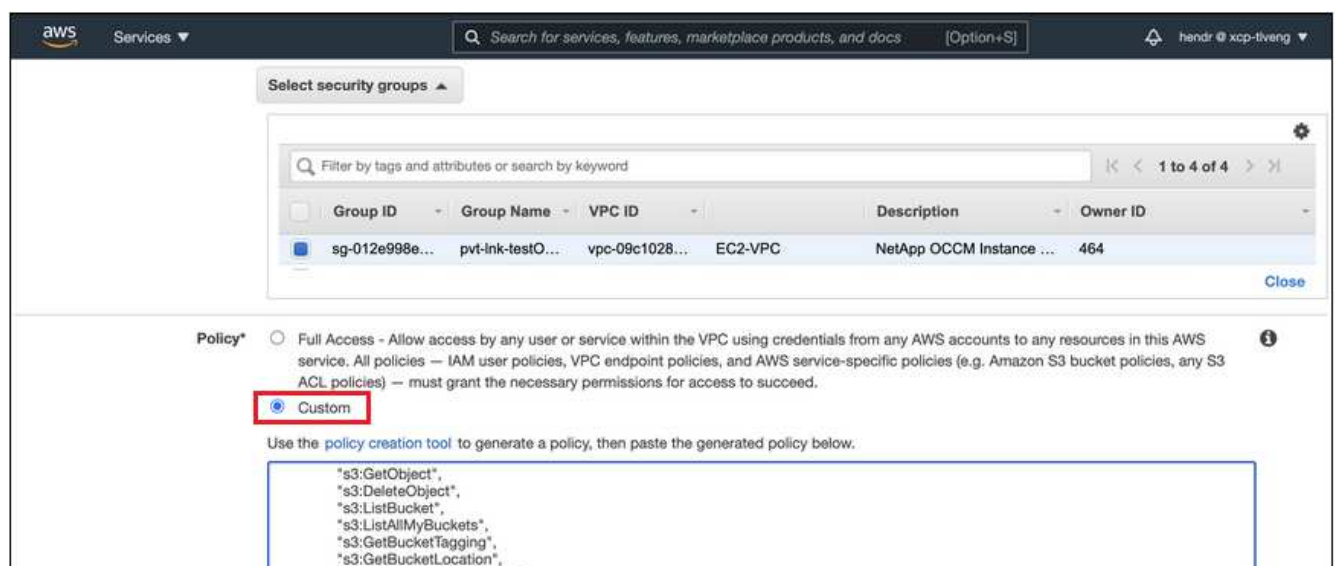 aws Services ▼ Search for services, features, marketplace products, and docs [Option+S] hendr @ xcp-tlveng ▼
Select security groups ▲
Filter by tags and attributes or search by keyword |< < 1 to 4 of 4 > >|
Group ID Group Name VPC ID Description Owner ID
sg-012e998e... pvt-lnk-testO... vpc-09c1028... EC2-VPC NetApp OCCM Instance ... 464
Close
Policy* Full Access - Allow access by any user or service within the VPC using credentials from any AWS accounts to any resources in this AWS
service. All policies — IAM user policies, VPC endpoint policies, and AWS service-specific policies (e.g. Amazon S3 bucket policies, any S3
ACL policies) — must grant the necessary permissions for access to succeed.
Custom
Use the policy creation tool to generate a policy, then paste the generated policy below.
"s3:GetObject",
"s3:DeleteObject",
"s3:ListBucket",
"s3:ListAllMyBuckets",
"s3:GetBucketTagging",
"s3:GetBucketLocation",